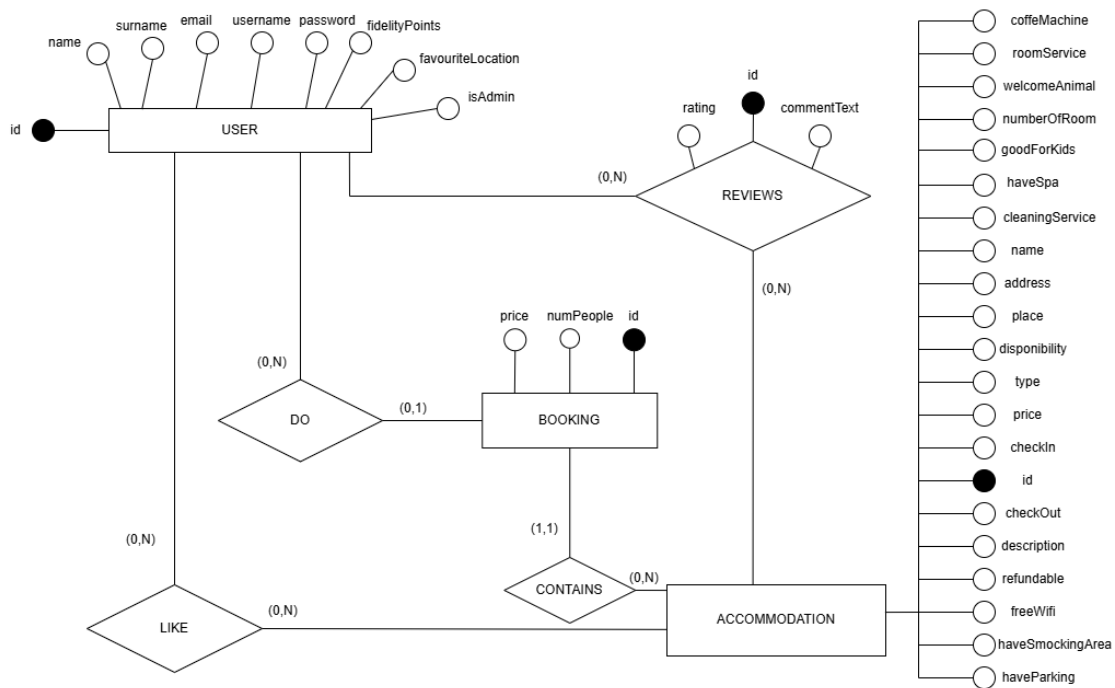 name
surname
email
username
password
fidelityPoints
favouriteLocation
isAdmin
id
USER
id
rating
commentText
(0,N)
REVIEWS
(0,N)
coffeMachine
roomService
welcomeAnimal
numberOfRoom
goodForKids
haveSpa
cleaningService
name
address
place
disponibility
type
price
checkIn
id
checkOut
description
refundable
freeWifi
haveSmockingArea
haveParking
price
numPeople
id
(0,N)
DO
(0,1)
BOOKING
(1,1)
(0,N)
CONTAINS
(0,N)
(0,N)
LIKE
ACCOMMODATION